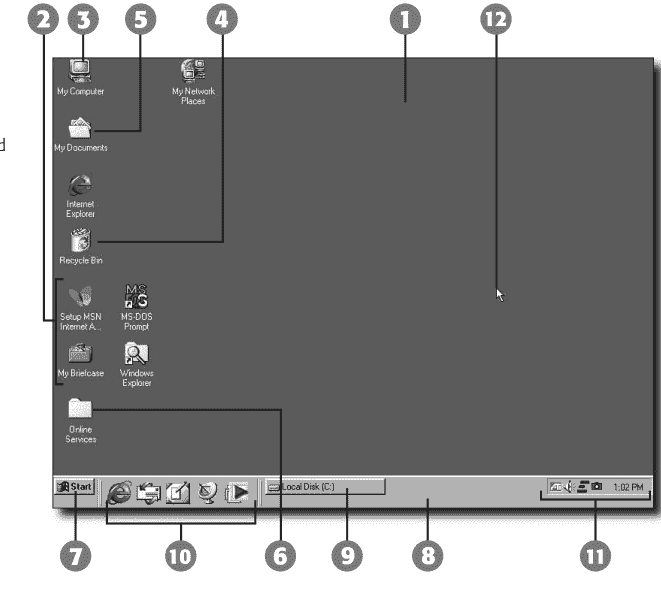 2 3 5 4 1 12
My Computer
My Network
Places
d
My Documents
Internet
Explorer
Recycle Bin
MS
Setup MSN
Internet A...
MS-DOS
Prompt
My Briefcase
Windows
Explorer
Online
Services
Start
Local Disk (C:)
1:02 PM
7 10 6 9 8 11